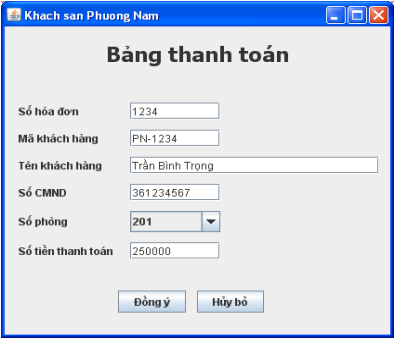 Khach san Phuong Nam
Bảng thanh toán
Số hóa đơn 1234
Mã khách hàng PN-1234
Tên khách hàng Trần Bình Trọng
Số CMND 361234567
Số phòng 201
Số tiền thanh toán 250000
Đồng ý Hủy bỏ